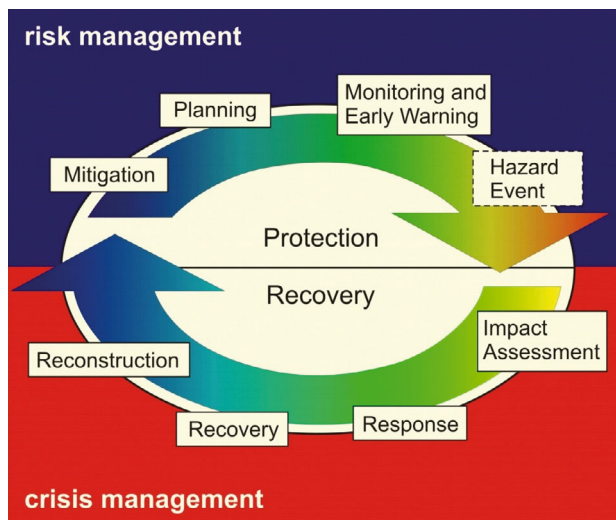 risk management
Planning
Monitoring and
Early Warning
Mitigation
Hazard
Event
Protection
Recovery
Impact
Assessment
Reconstruction
Recovery
Response
crisis management